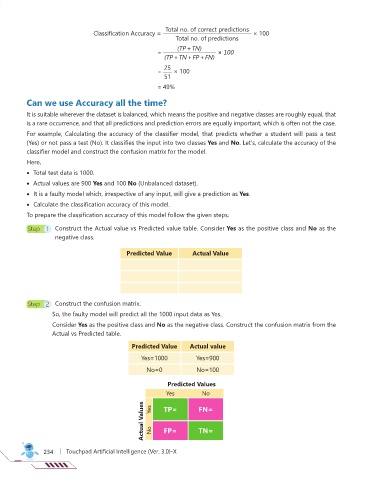 Classification Accuracy = Total no. of correct predictions / Total no. of predictions × 100
= (TP + TN) / (TP + TN + FP + FN) × 100
= 25 / 51 × 100
= 49%
Can we use Accuracy all the time?
It is suitable wherever the dataset is balanced, which means the positive and negative classes are roughly equal, that
is a rare occurrence, and that all predictions and prediction errors are equally important, which is often not the case.
For example, Calculating the accuracy of the classifier model, that predicts whether a student will pass a test
(Yes) or not pass a test (No). It classifies the input into two classes Yes and No. Let's, calculate the accuracy of the
classifier model and construct the confusion matrix for the model.
Here,
• Total test data is 1000.
• Actual values are 900 Yes and 100 No (Unbalanced dataset).
• It is a faulty model which, irrespective of any input, will give a prediction as Yes.
• Calculate the classification accuracy of this model.
To prepare the classification accuracy of this model follow the given steps:
Step 1 Construct the Actual value vs Predicted value table. Consider Yes as the positive class and No as the
negative class.
Predicted Value Actual Value
Step 2 Construct the confusion matrix.
So, the faulty model will predict all the 1000 input data as Yes.
Consider Yes as the positive class and No as the negative class. Construct the confusion matrix from the
Actual vs Predicted table.
Predicted Value Actual value
Yes=1000 Yes=900
No=0 No=100
Predicted Values
Yes No
Actual Values
Yes TP= FN=
No FP= TN=
234 | Touchpad Artificial Intelligence (Ver. 3.0)-X